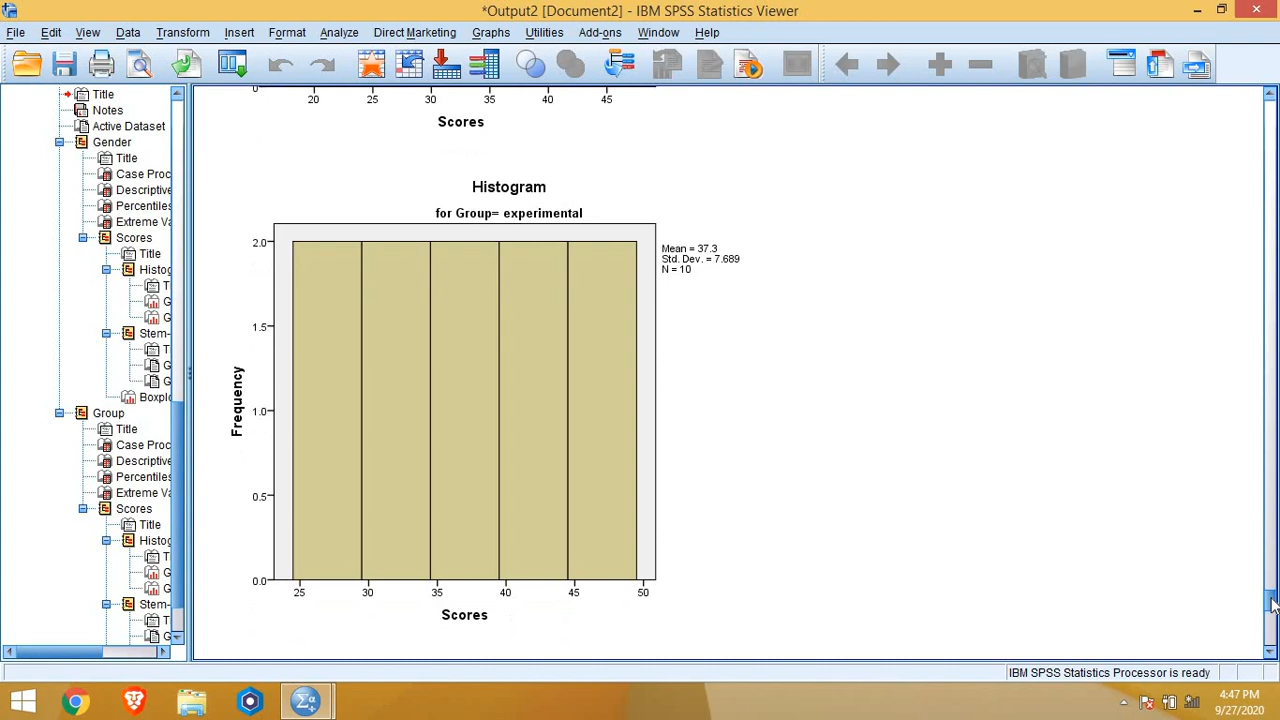 *Output2 [Document2] - IBM SPSS Statistics Viewer
File Edit View Data Transform Insert Format Analyze Direct Marketing Graphs Utilities Add-ons Window Help
Title
Notes
Active Dataset
Gender
Title
Case Proc
Descriptive
Percentiles
Extreme Va
Scores
Title
Histog
T
G
G
Stem-
T
G
G
Boxplo
Group
Title
Case Proc
Descriptive
Percentiles
Extreme Va
Scores
Title
Histog
T
G
G
Stem-
T
G
0
20 25 30 35 40 45
Scores
Histogram
for Group= experimental
Mean = 37.3
Std. Dev. = 7.689
N = 10
Frequency
2.0
1.5
1.0
0.5
0.0
25 30 35 40 45 50
Scores
IBM SPSS Statistics Processor is ready
4:47 PM
9/27/2020